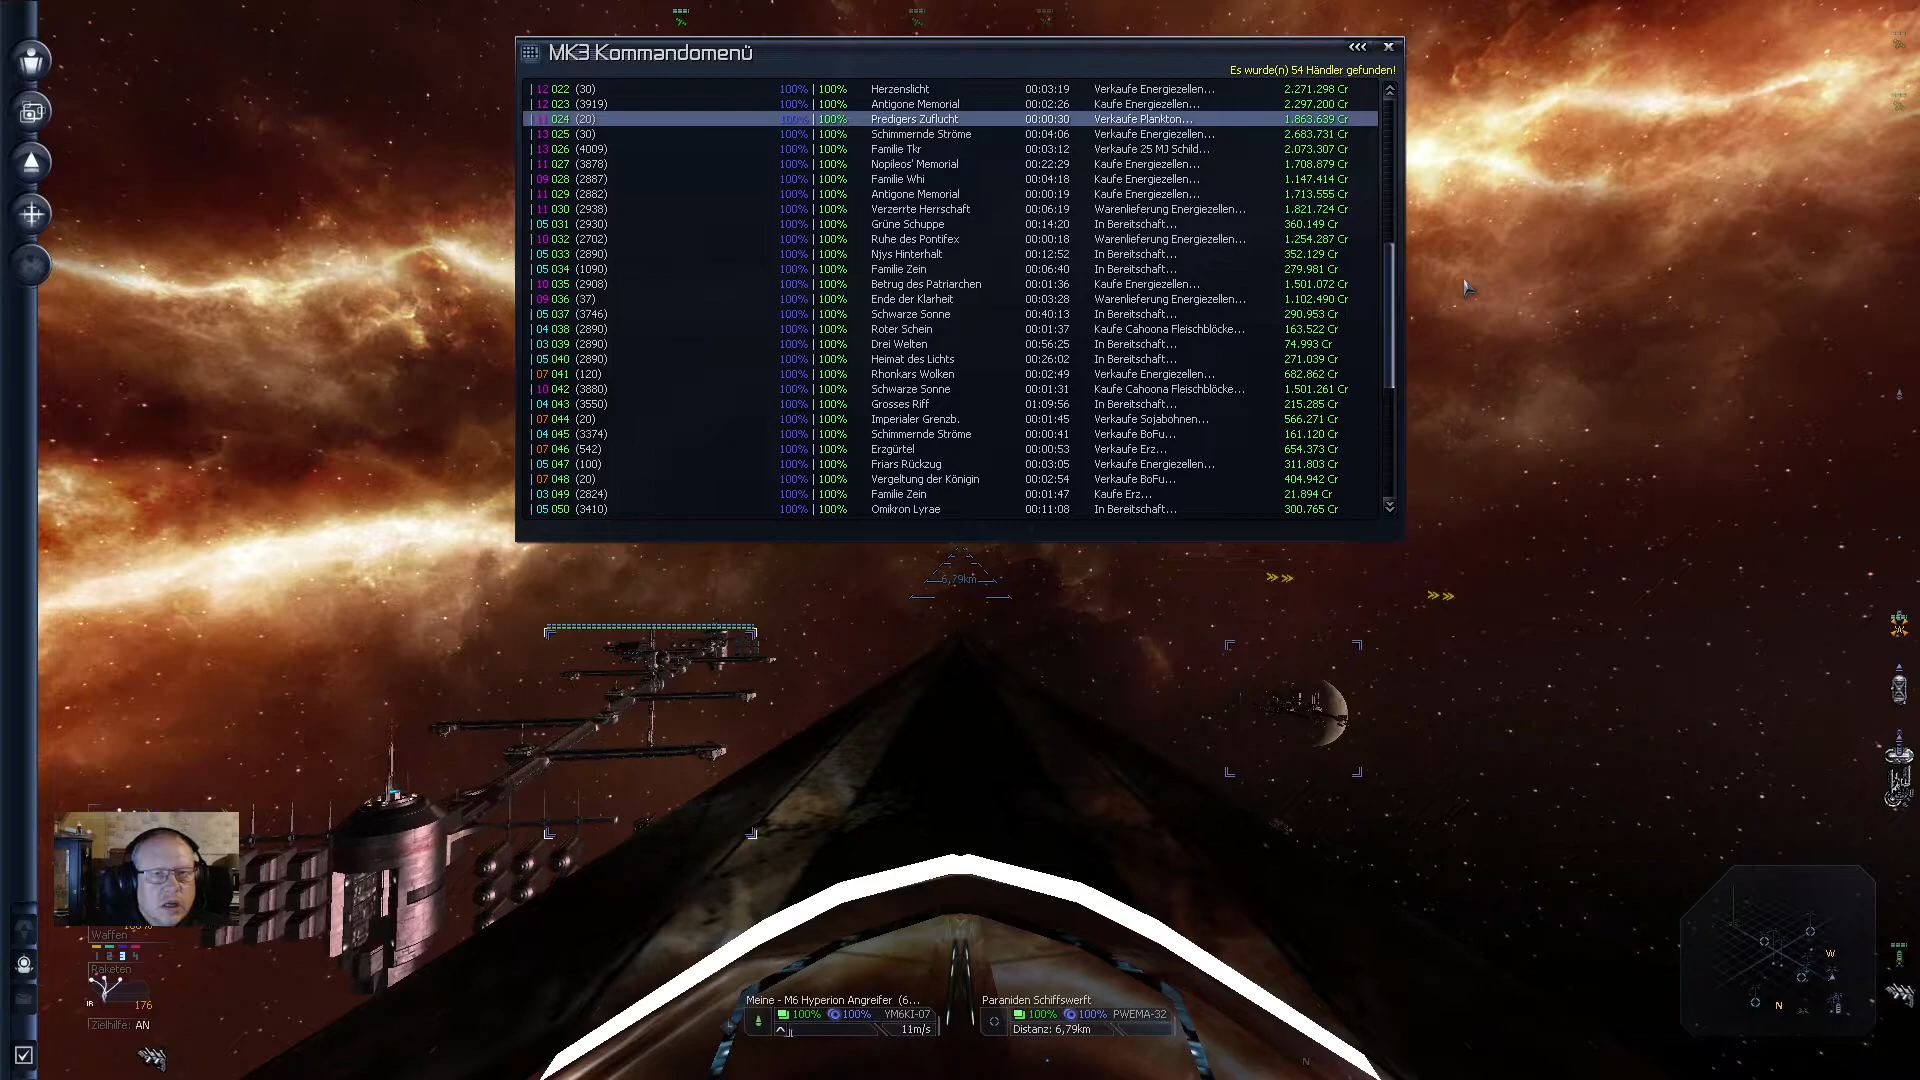 MK3 Kommandomenü
Es wurde(n) 54 Händler gefunden!
12 022 (30) 100% | 100% Herzenslicht 00:03:19 Verkaufe Energiezellen... 2.271.298 Cr
12 023 (3919) 100% | 100% Antigone Memorial 00:02:26 Kaufe Energiezellen... 2.297.200 Cr
11 024 (20) 100% | 100% Predigers Zuflucht 00:00:30 Verkaufe Plankton... 1.863.639 Cr
13 025 (30) 100% | 100% Schimmernde Ströme 00:04:06 Verkaufe Energiezellen... 2.683.731 Cr
13 026 (4009) 100% | 100% Familie Tkr 00:03:12 Verkaufe 25 MJ Schild... 2.073.307 Cr
11 027 (3878) 100% | 100% Nopileos' Memorial 00:22:29 Kaufe Energiezellen... 1.708.879 Cr
09 028 (2887) 100% | 100% Familie Whi 00:04:18 Kaufe Energiezellen... 1.147.414 Cr
11 029 (2882) 100% | 100% Antigone Memorial 00:00:19 Kaufe Energiezellen... 1.713.555 Cr
11 030 (2938) 100% | 100% Verzerrte Herrschaft 00:06:19 Warenlieferung Energiezellen... 1.821.724 Cr
05 031 (2930) 100% | 100% Grüne Schuppe 00:14:20 In Bereitschaft... 360.149 Cr
10 032 (2702) 100% | 100% Ruhe des Pontifex 00:00:18 Warenlieferung Energiezellen... 1.254.287 Cr
05 033 (2890) 100% | 100% Njys Hinterhalt 00:12:52 In Bereitschaft... 352.129 Cr
05 034 (1090) 100% | 100% Familie Zein 00:06:40 In Bereitschaft... 279.981 Cr
10 035 (2908) 100% | 100% Betrug des Patriarchen 00:01:36 Kaufe Energiezellen... 1.501.072 Cr
09 036 (37) 100% | 100% Ende der Klarheit 00:03:28 Warenlieferung Energiezellen... 1.102.490 Cr
05 037 (3746) 100% | 100% Schwarze Sonne 00:40:13 In Bereitschaft... 290.953 Cr
04 038 (2890) 100% | 100% Roter Schein 00:01:37 Kaufe Cahoona Fleischblöcke... 163.522 Cr
03 039 (2890) 100% | 100% Drei Welten 00:56:25 In Bereitschaft... 74.993 Cr
05 040 (2890) 100% | 100% Heimat des Lichts 00:26:02 In Bereitschaft... 271.039 Cr
07 041 (120) 100% | 100% Rhonkars Wolken 00:02:49 Verkaufe Energiezellen... 682.862 Cr
10 042 (3880) 100% | 100% Schwarze Sonne 00:01:31 Kaufe Cahoona Fleischblöcke... 1.501.261 Cr
04 043 (3550) 100% | 100% Grosses Riff 01:09:56 In Bereitschaft... 215.285 Cr
07 044 (20) 100% | 100% Imperialer Grenzb. 00:01:45 Verkaufe Sojabohnen... 566.271 Cr
04 045 (3374) 100% | 100% Schimmernde Ströme 00:00:41 Verkaufe BoFu... 161.120 Cr
07 046 (542) 100% | 100% Erzgürtel 00:00:53 Verkaufe Erz... 654.373 Cr
05 047 (100) 100% | 100% Friars Rückzug 00:03:05 Verkaufe Energiezellen... 311.803 Cr
07 048 (20) 100% | 100% Vergeltung der Königin 00:02:54 Verkaufe BoFu... 404.942 Cr
03 049 (2824) 100% | 100% Familie Zein 00:01:47 Kaufe Erz... 21.894 Cr
05 050 (3410) 100% | 100% Omikron Lyrae 00:11:08 In Bereitschaft... 300.765 Cr
6,79km
Waffen
1 2 3 4
Raketen
IR 176
Zielhilfe: AN
Meine - M6 Hyperion Angreifer (6...
100% 100% YM6KI-07
11m/s
Paraniden Schiffswerft
100% 100% PWEMA-32
Distanz: 6,79km
W
N
N